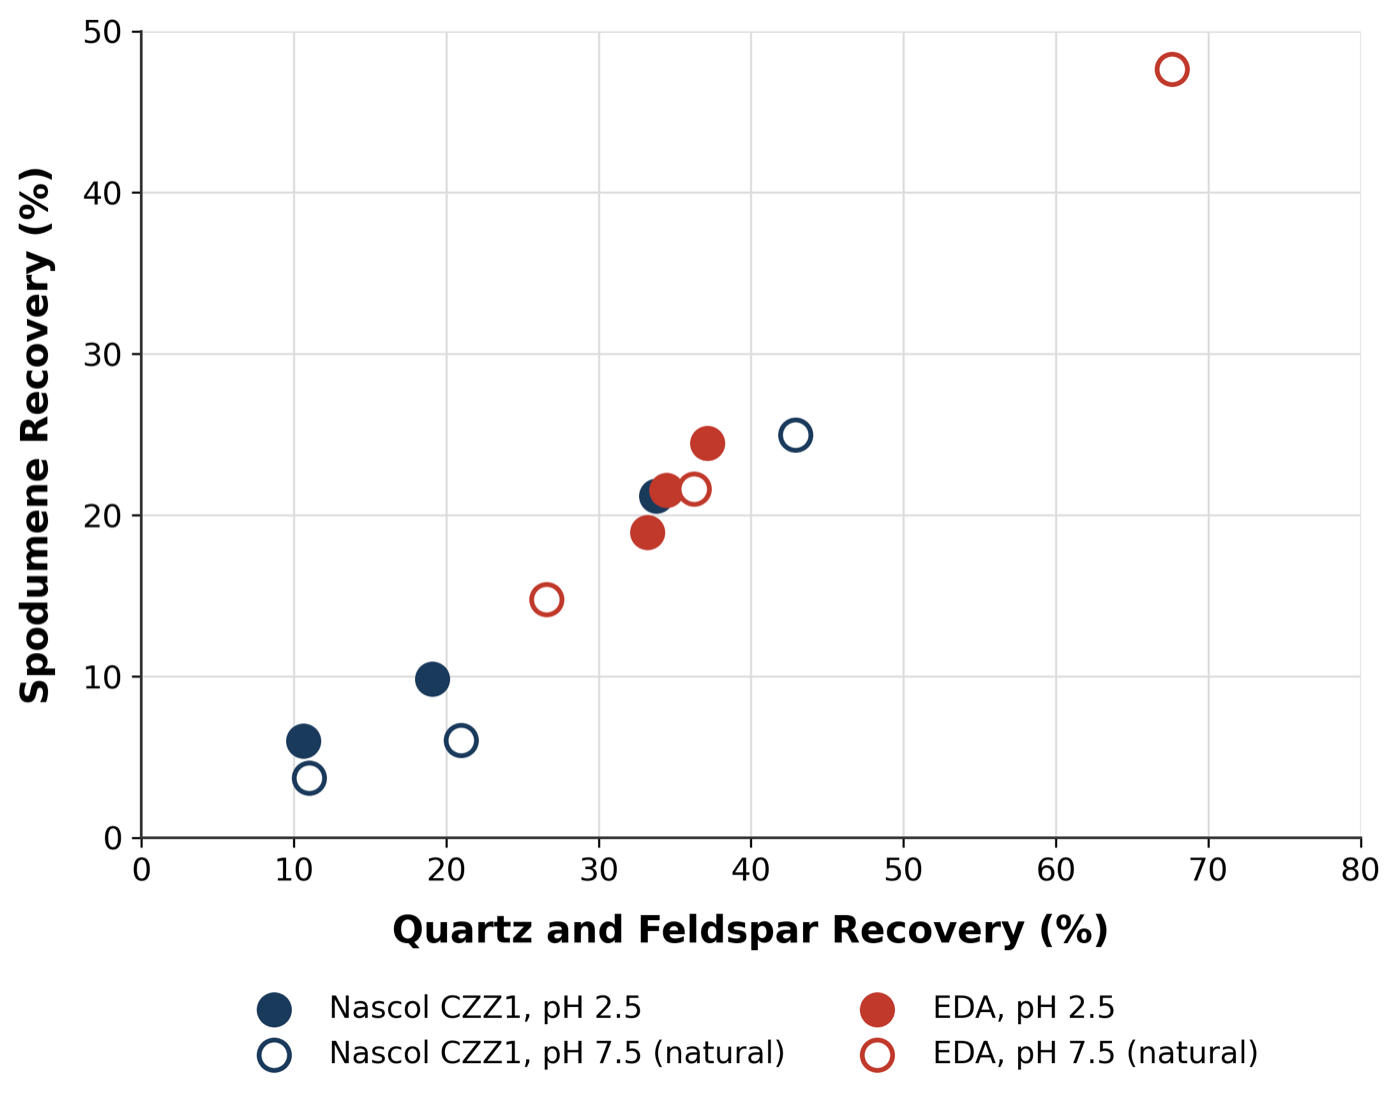 50
40
30
20
10
0
Spodumene Recovery (%)
0 10 20 30 40 50 60 70 80
Quartz and Feldspar Recovery (%)
Nascol CZZ1, pH 2.5
Nascol CZZ1, pH 7.5 (natural)
EDA, pH 2.5
EDA, pH 7.5 (natural)